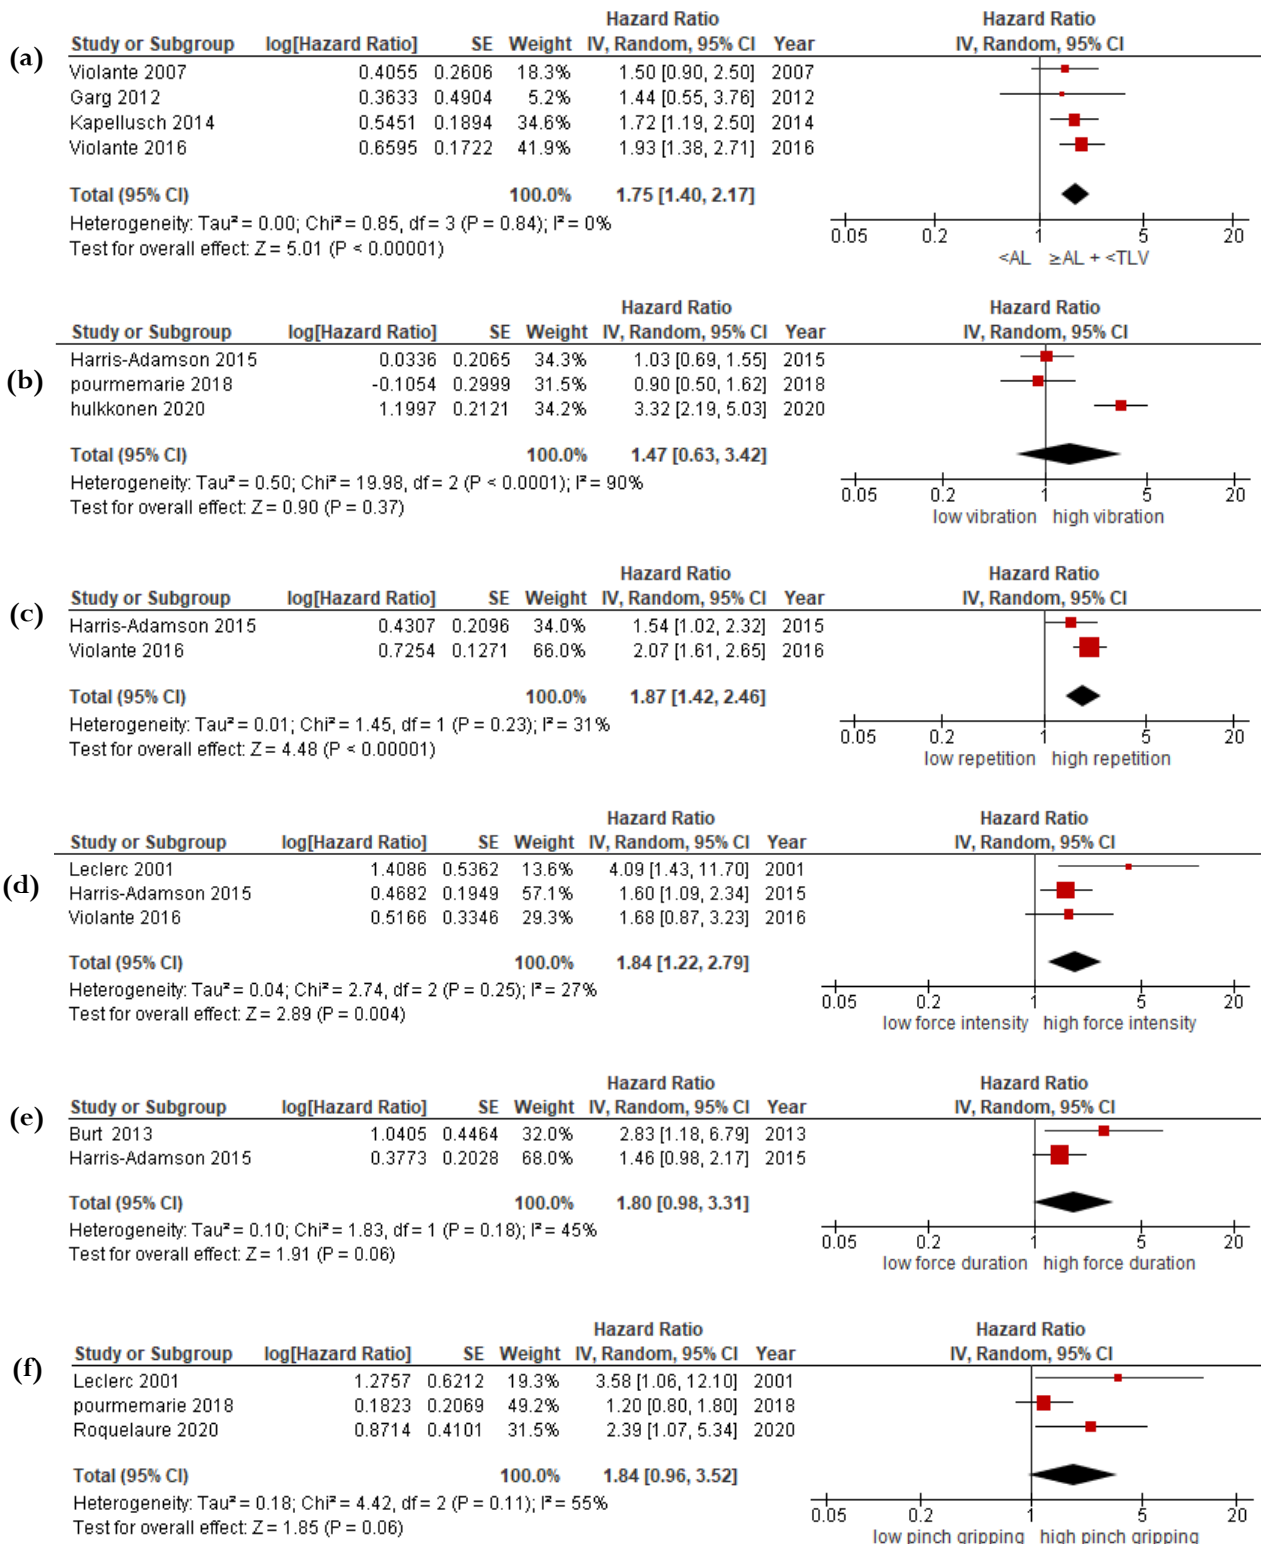 (a)
Hazard Ratio Hazard Ratio
Study or Subgroup log[Hazard Ratio] SE Weight IV, Random, 95% CI Year IV, Random, 95% CI
Violante 2007 0.4055 0.2606 18.3% 1.50 [0.90, 2.50] 2007
Garg 2012 0.3633 0.4904 5.2% 1.44 [0.55, 3.76] 2012
Kapellusch 2014 0.5451 0.1894 34.6% 1.72 [1.19, 2.50] 2014
Violante 2016 0.6595 0.1722 41.9% 1.93 [1.38, 2.71] 2016
Total (95% CI) 100.0% 1.75 [1.40, 2.17]
Heterogeneity: Tau² = 0.00; Chi² = 0.85, df = 3 (P = 0.84); I² = 0%
Test for overall effect: Z = 5.01 (P < 0.00001)
0.05 0.2 1 5 20
<AL ≥AL + <TLV
(b)
Hazard Ratio Hazard Ratio
Study or Subgroup log[Hazard Ratio] SE Weight IV, Random, 95% CI Year IV, Random, 95% CI
Harris-Adamson 2015 0.0336 0.2065 34.3% 1.03 [0.69, 1.55] 2015
pourmemarie 2018 -0.1054 0.2999 31.5% 0.90 [0.50, 1.62] 2018
hulkkonen 2020 1.1997 0.2121 34.2% 3.32 [2.19, 5.03] 2020
Total (95% CI) 100.0% 1.47 [0.63, 3.42]
Heterogeneity: Tau² = 0.50; Chi² = 19.98, df = 2 (P < 0.0001); I² = 90%
Test for overall effect: Z = 0.90 (P = 0.37)
0.05 0.2 1 5 20
low vibration high vibration
(c)
Hazard Ratio Hazard Ratio
Study or Subgroup log[Hazard Ratio] SE Weight IV, Random, 95% CI Year IV, Random, 95% CI
Harris-Adamson 2015 0.4307 0.2096 34.0% 1.54 [1.02, 2.32] 2015
Violante 2016 0.7254 0.1271 66.0% 2.07 [1.61, 2.65] 2016
Total (95% CI) 100.0% 1.87 [1.42, 2.46]
Heterogeneity: Tau² = 0.01; Chi² = 1.45, df = 1 (P = 0.23); I² = 31%
Test for overall effect: Z = 4.48 (P < 0.00001)
0.05 0.2 1 5 20
low repetition high repetition
(d)
Hazard Ratio Hazard Ratio
Study or Subgroup log[Hazard Ratio] SE Weight IV, Random, 95% CI Year IV, Random, 95% CI
Leclerc 2001 1.4086 0.5362 13.6% 4.09 [1.43, 11.70] 2001
Harris-Adamson 2015 0.4682 0.1949 57.1% 1.60 [1.09, 2.34] 2015
Violante 2016 0.5166 0.3346 29.3% 1.68 [0.87, 3.23] 2016
Total (95% CI) 100.0% 1.84 [1.22, 2.79]
Heterogeneity: Tau² = 0.04; Chi² = 2.74, df = 2 (P = 0.25); I² = 27%
Test for overall effect: Z = 2.89 (P = 0.004)
0.05 0.2 1 5 20
low force intensity high force intensity
(e)
Hazard Ratio Hazard Ratio
Study or Subgroup log[Hazard Ratio] SE Weight IV, Random, 95% CI Year IV, Random, 95% CI
Burt 2013 1.0405 0.4464 32.0% 2.83 [1.18, 6.79] 2013
Harris-Adamson 2015 0.3773 0.2028 68.0% 1.46 [0.98, 2.17] 2015
Total (95% CI) 100.0% 1.80 [0.98, 3.31]
Heterogeneity: Tau² = 0.10; Chi² = 1.83, df = 1 (P = 0.18); I² = 45%
Test for overall effect: Z = 1.91 (P = 0.06)
0.05 0.2 1 5 20
low force duration high force duration
(f)
Hazard Ratio Hazard Ratio
Study or Subgroup log[Hazard Ratio] SE Weight IV, Random, 95% CI Year IV, Random, 95% CI
Leclerc 2001 1.2757 0.6212 19.3% 3.58 [1.06, 12.10] 2001
pourmemarie 2018 0.1823 0.2069 49.2% 1.20 [0.80, 1.80] 2018
Roquelaure 2020 0.8714 0.4101 31.5% 2.39 [1.07, 5.34] 2020
Total (95% CI) 100.0% 1.84 [0.96, 3.52]
Heterogeneity: Tau² = 0.18; Chi² = 4.42, df = 2 (P = 0.11); I² = 55%
Test for overall effect: Z = 1.85 (P = 0.06)
0.05 0.2 1 5 20
low pinch gripping high pinch gripping